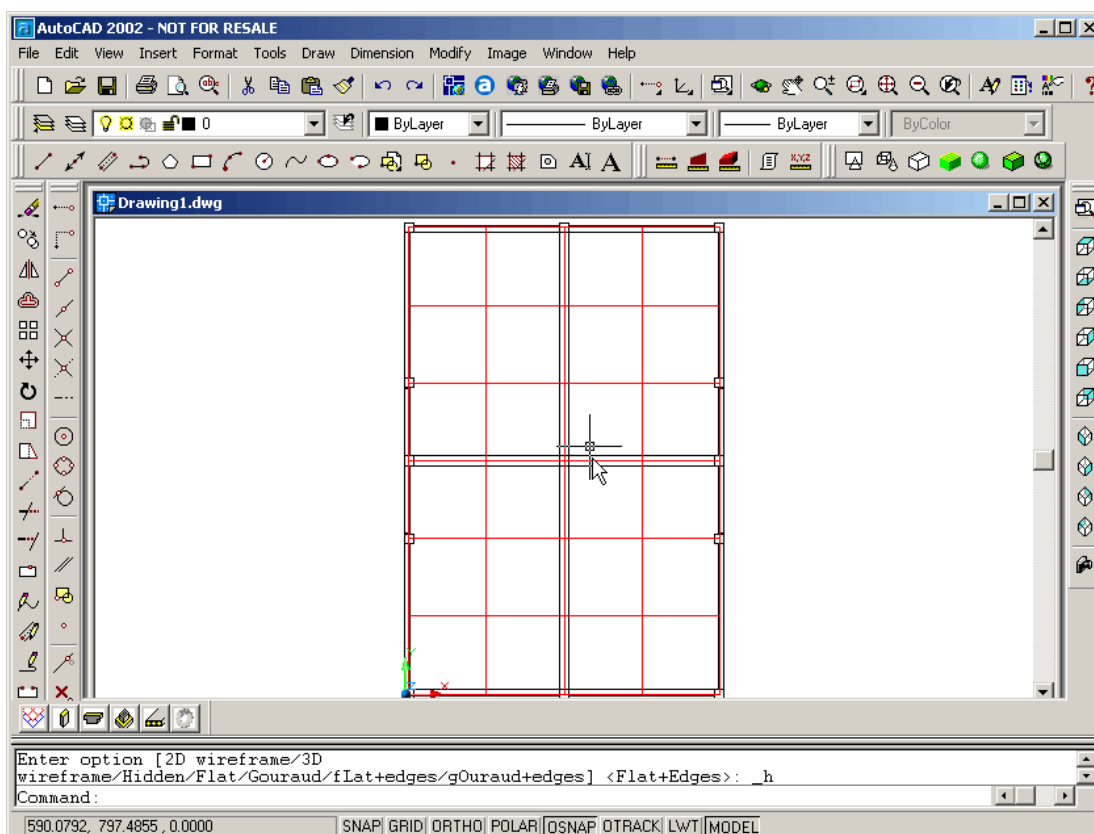 AutoCAD 2002 - NOT FOR RESALE
File Edit View Insert Format Tools Draw Dimension Modify Image Window Help
0 ByLayer ByLayer ByLayer ByColor
Drawing1.dwg
Y
Z X
Enter option [2D wireframe/3D
wireframe/Hidden/Flat/Gouraud/fLat+edges/gOuraud+edges] <Flat+Edges>: _h
Command:
590.0792, 797.4855 , 0.0000 SNAP GRID ORTHO POLAR OSNAP OTRACK LWT MODEL